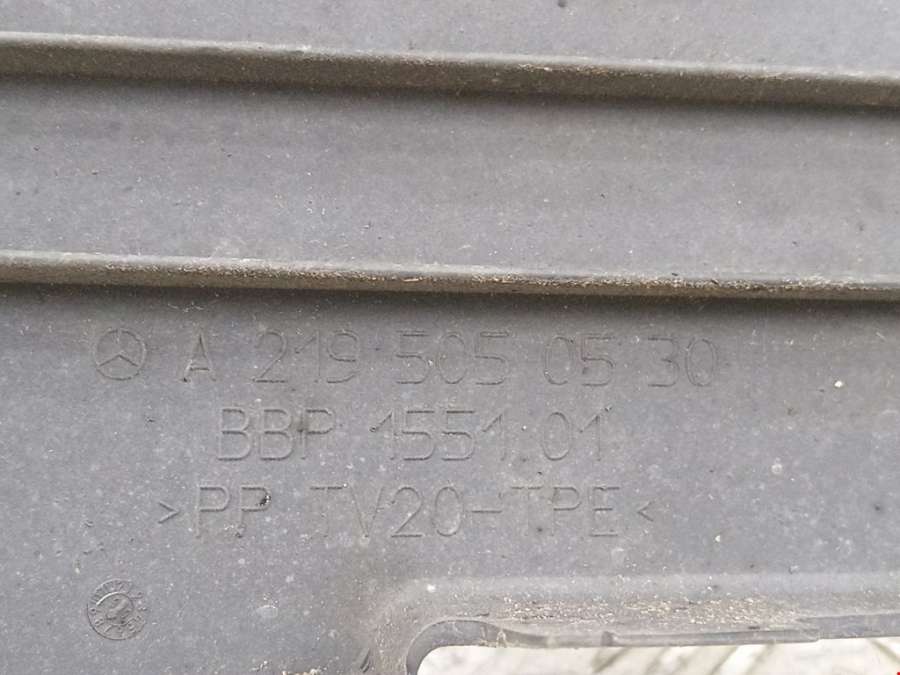 A 219 505 05 30
BBP 1551 01
>PP TV20-TPE<